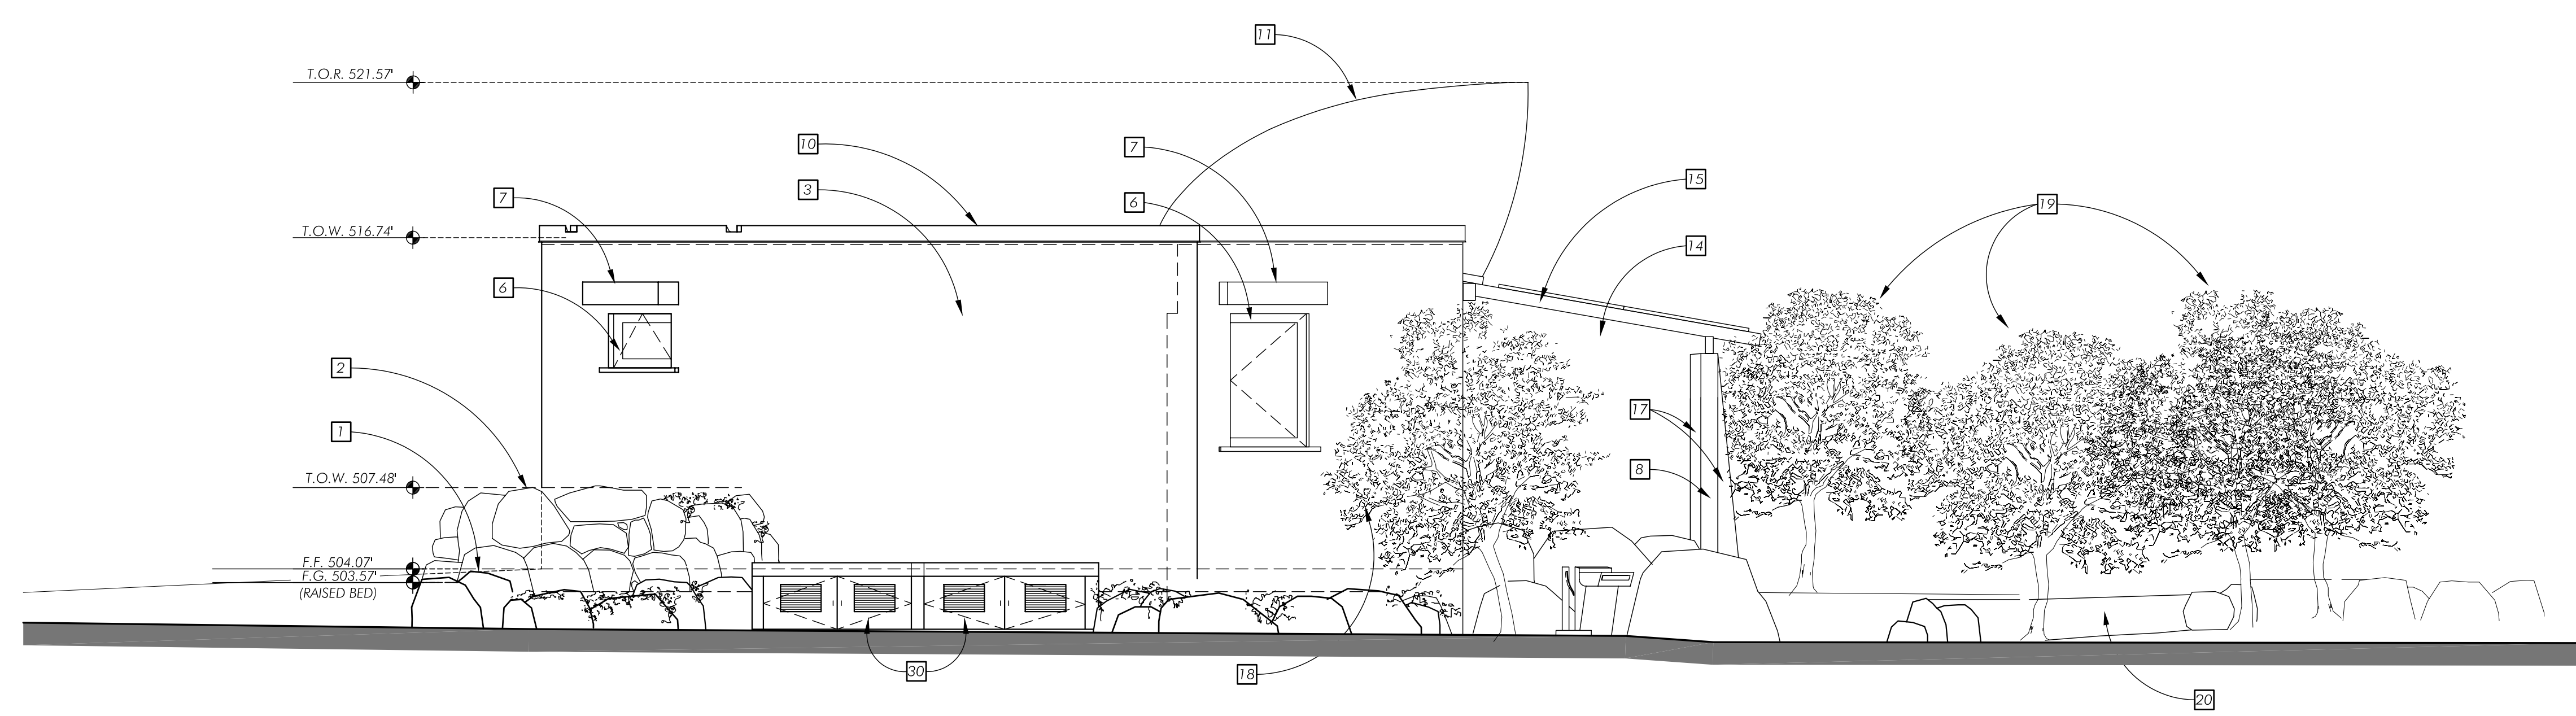 11
T.O.R. 521.57'
10
7
15
3
7
6
19
T.O.W. 516.74'
14
6
2
17
1
8
T.O.W. 507.48'
F.F. 504.07'
F.G. 503.57'
(RAISED BED)
30
18
20